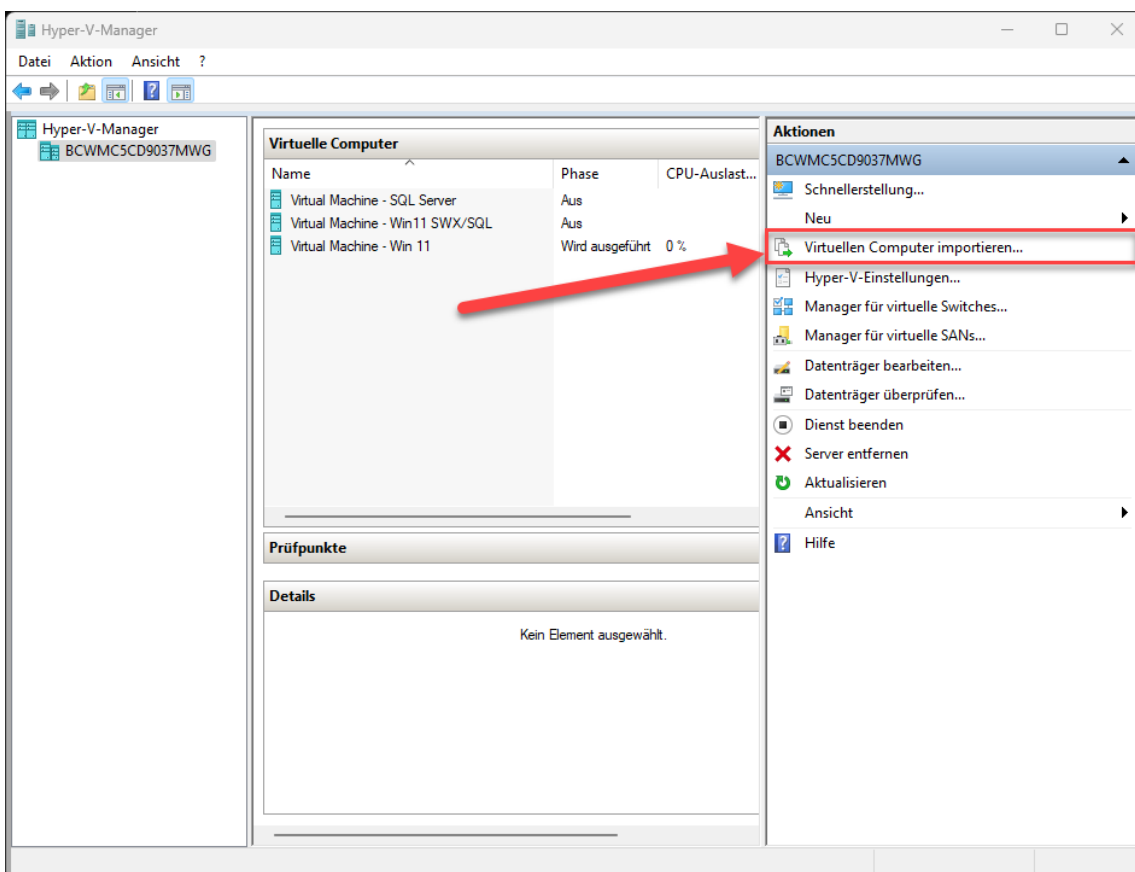 Hyper-V-Manager
Datei Aktion Ansicht ?
Hyper-V-Manager
BCWMC5CD9037MWG
Virtuelle Computer
Name Phase CPU-Auslast...
Virtual Machine - SQL Server Aus
Virtual Machine - Win11 SWX/SQL Aus
Virtual Machine - Win 11 Wird ausgeführt 0 %
Prüfpunkte
Details
Kein Element ausgewählt.
Aktionen
BCWMC5CD9037MWG
Schnellerstellung...
Neu
Virtuellen Computer importieren...
Hyper-V-Einstellungen...
Manager für virtuelle Switches...
Manager für virtuelle SANs...
Datenträger bearbeiten...
Datenträger überprüfen...
Dienst beenden
Server entfernen
Aktualisieren
Ansicht
Hilfe